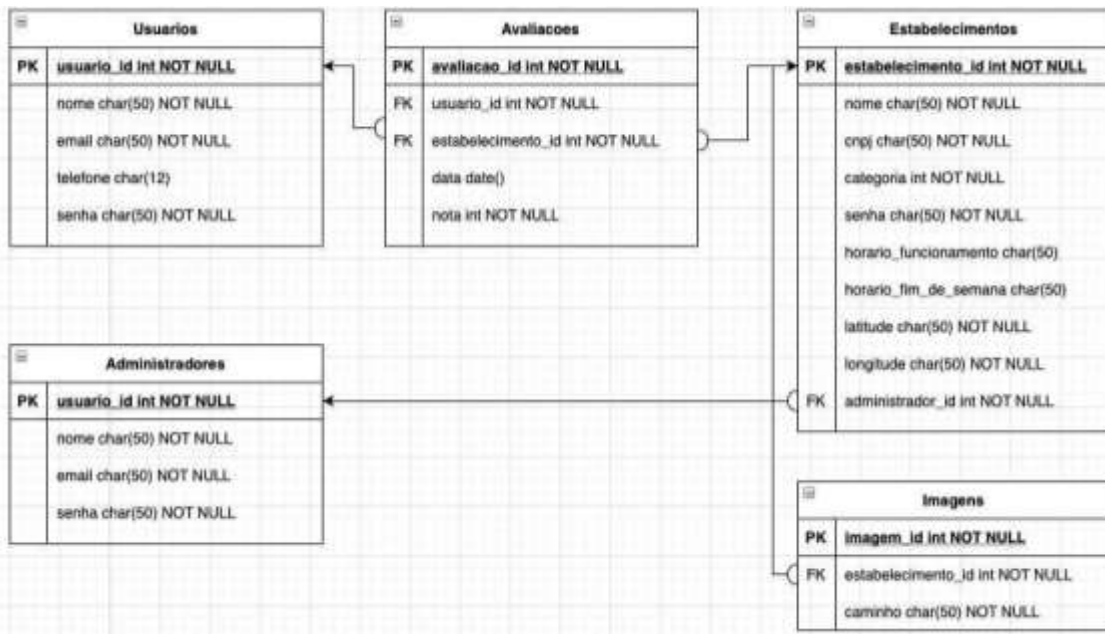 Usuarios
PK usuario_id int NOT NULL
nome char(50) NOT NULL
email char(50) NOT NULL
telefone char(12)
senha char(50) NOT NULL
Avaliacoes
PK avaliacao_id int NOT NULL
FK usuario_id int NOT NULL
FK estabelecimento_id int NOT NULL
data date()
nota int NOT NULL
Estabelecimentos
PK estabelecimento_id int NOT NULL
nome char(50) NOT NULL
cnpj char(50) NOT NULL
categoria int NOT NULL
senha char(50) NOT NULL
horario_funcionamento char(50)
horario_fim_de_semana char(50)
latitude char(50) NOT NULL
longitude char(50) NOT NULL
FK administrador_id int NOT NULL
Administradores
PK usuario_id int NOT NULL
nome char(50) NOT NULL
email char(50) NOT NULL
senha char(50) NOT NULL
Imagens
PK imagem_id int NOT NULL
FK estabelecimento_id int NOT NULL
caminho char(50) NOT NULL